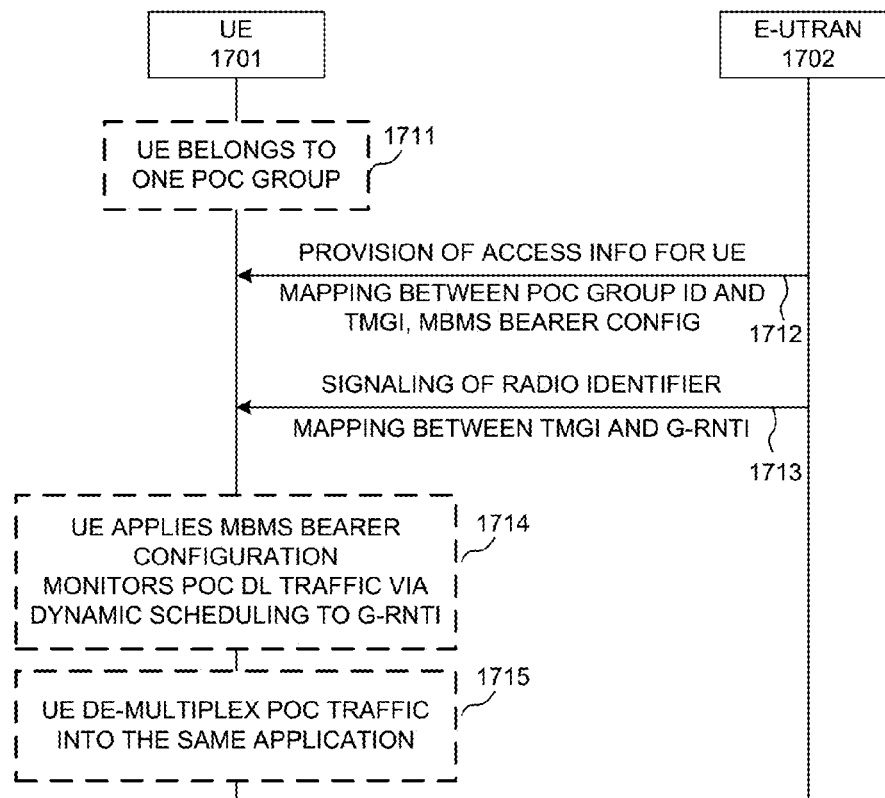 UE
1701
E-UTRAN
1702
UE BELONGS TO
ONE POC GROUP
1711
PROVISION OF ACCESS INFO FOR UE
MAPPING BETWEEN POC GROUP ID AND
TMGI, MBMS BEARER CONFIG
1712
SIGNALING OF RADIO IDENTIFIER
MAPPING BETWEEN TMGI AND G-RNTI
1713
UE APPLIES MBMS BEARER
CONFIGURATION
MONITORS POC DL TRAFFIC VIA
DYNAMIC SCHEDULING TO G-RNTI
1714
UE DE-MULTIPLEX POC TRAFFIC
INTO THE SAME APPLICATION
1715